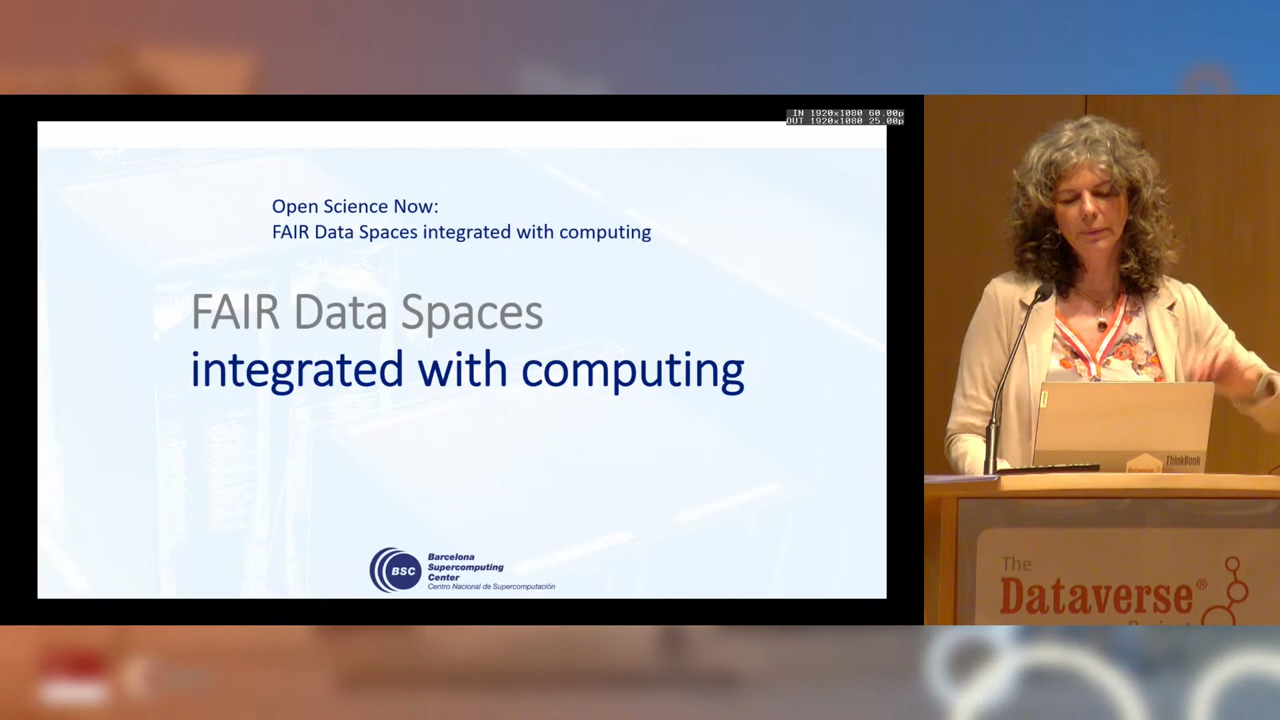 IN 1920x1080 60.00p
OUT 1920x1080 25.00p
Open Science Now:
FAIR Data Spaces integrated with computing
FAIR Data Spaces
integrated with computing
BSC
Barcelona
Supercomputing
Center
Centro Nacional de Supercomputación
ThinkBook
The
Dataverse®